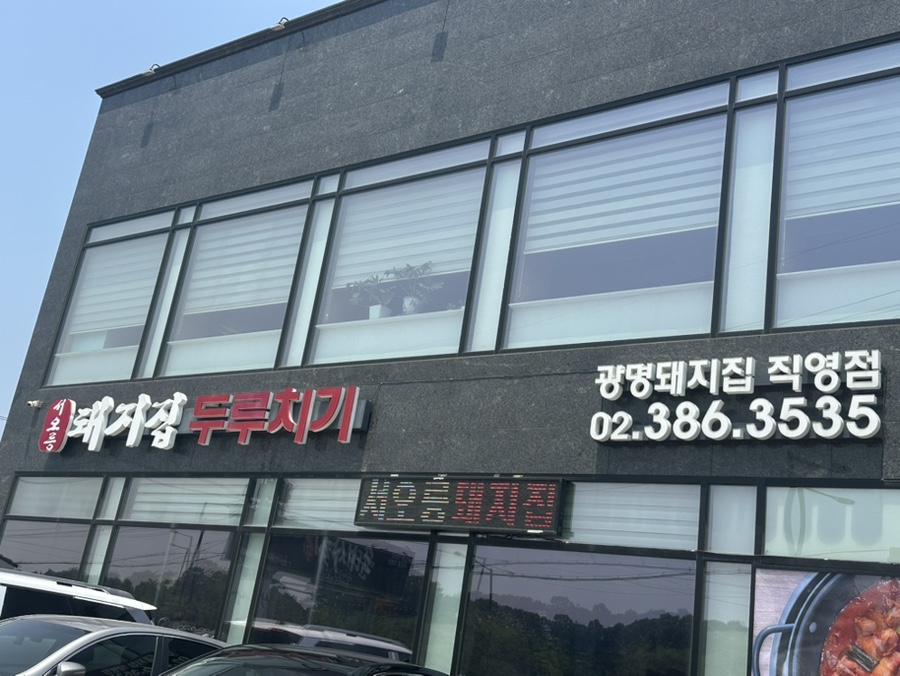 서오릉 돼지집 두루치기
광명돼지집 직영점
02.386.3535
서오릉돼지집